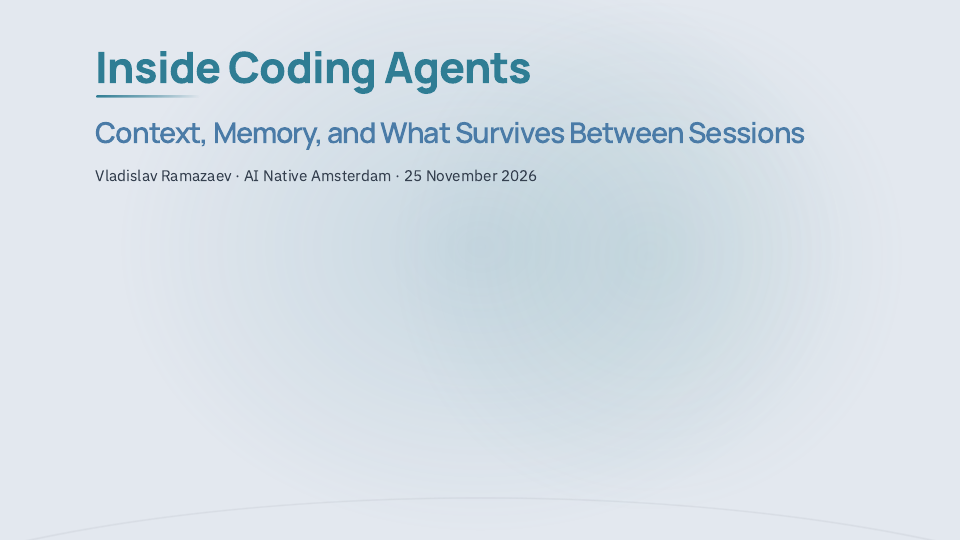 Inside Coding Agents
Context, Memory, and What Survives Between Sessions
Vladislav Ramazaev · AI Native Amsterdam · 25 November 2026